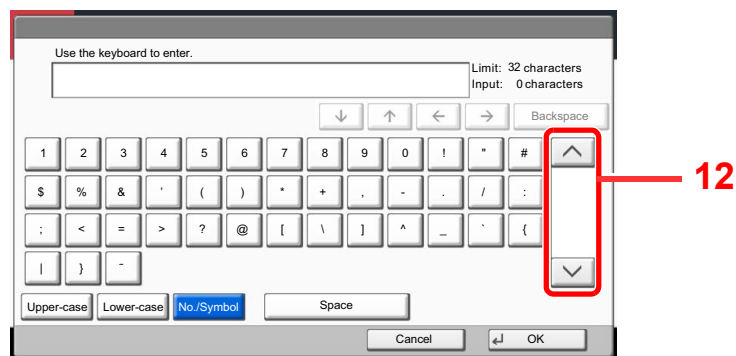 Use the keyboard to enter.
Limit: 32 characters
Input: 0 characters
Backspace
1 2 3 4 5 6 7 8 9 0 ! " #
$ % & ' ( ) * + , - . / :
; < = > ? @ [ \ ] ^ _ ` {
| } ~
12
Upper-case Lower-case No./Symbol Space
Cancel OK